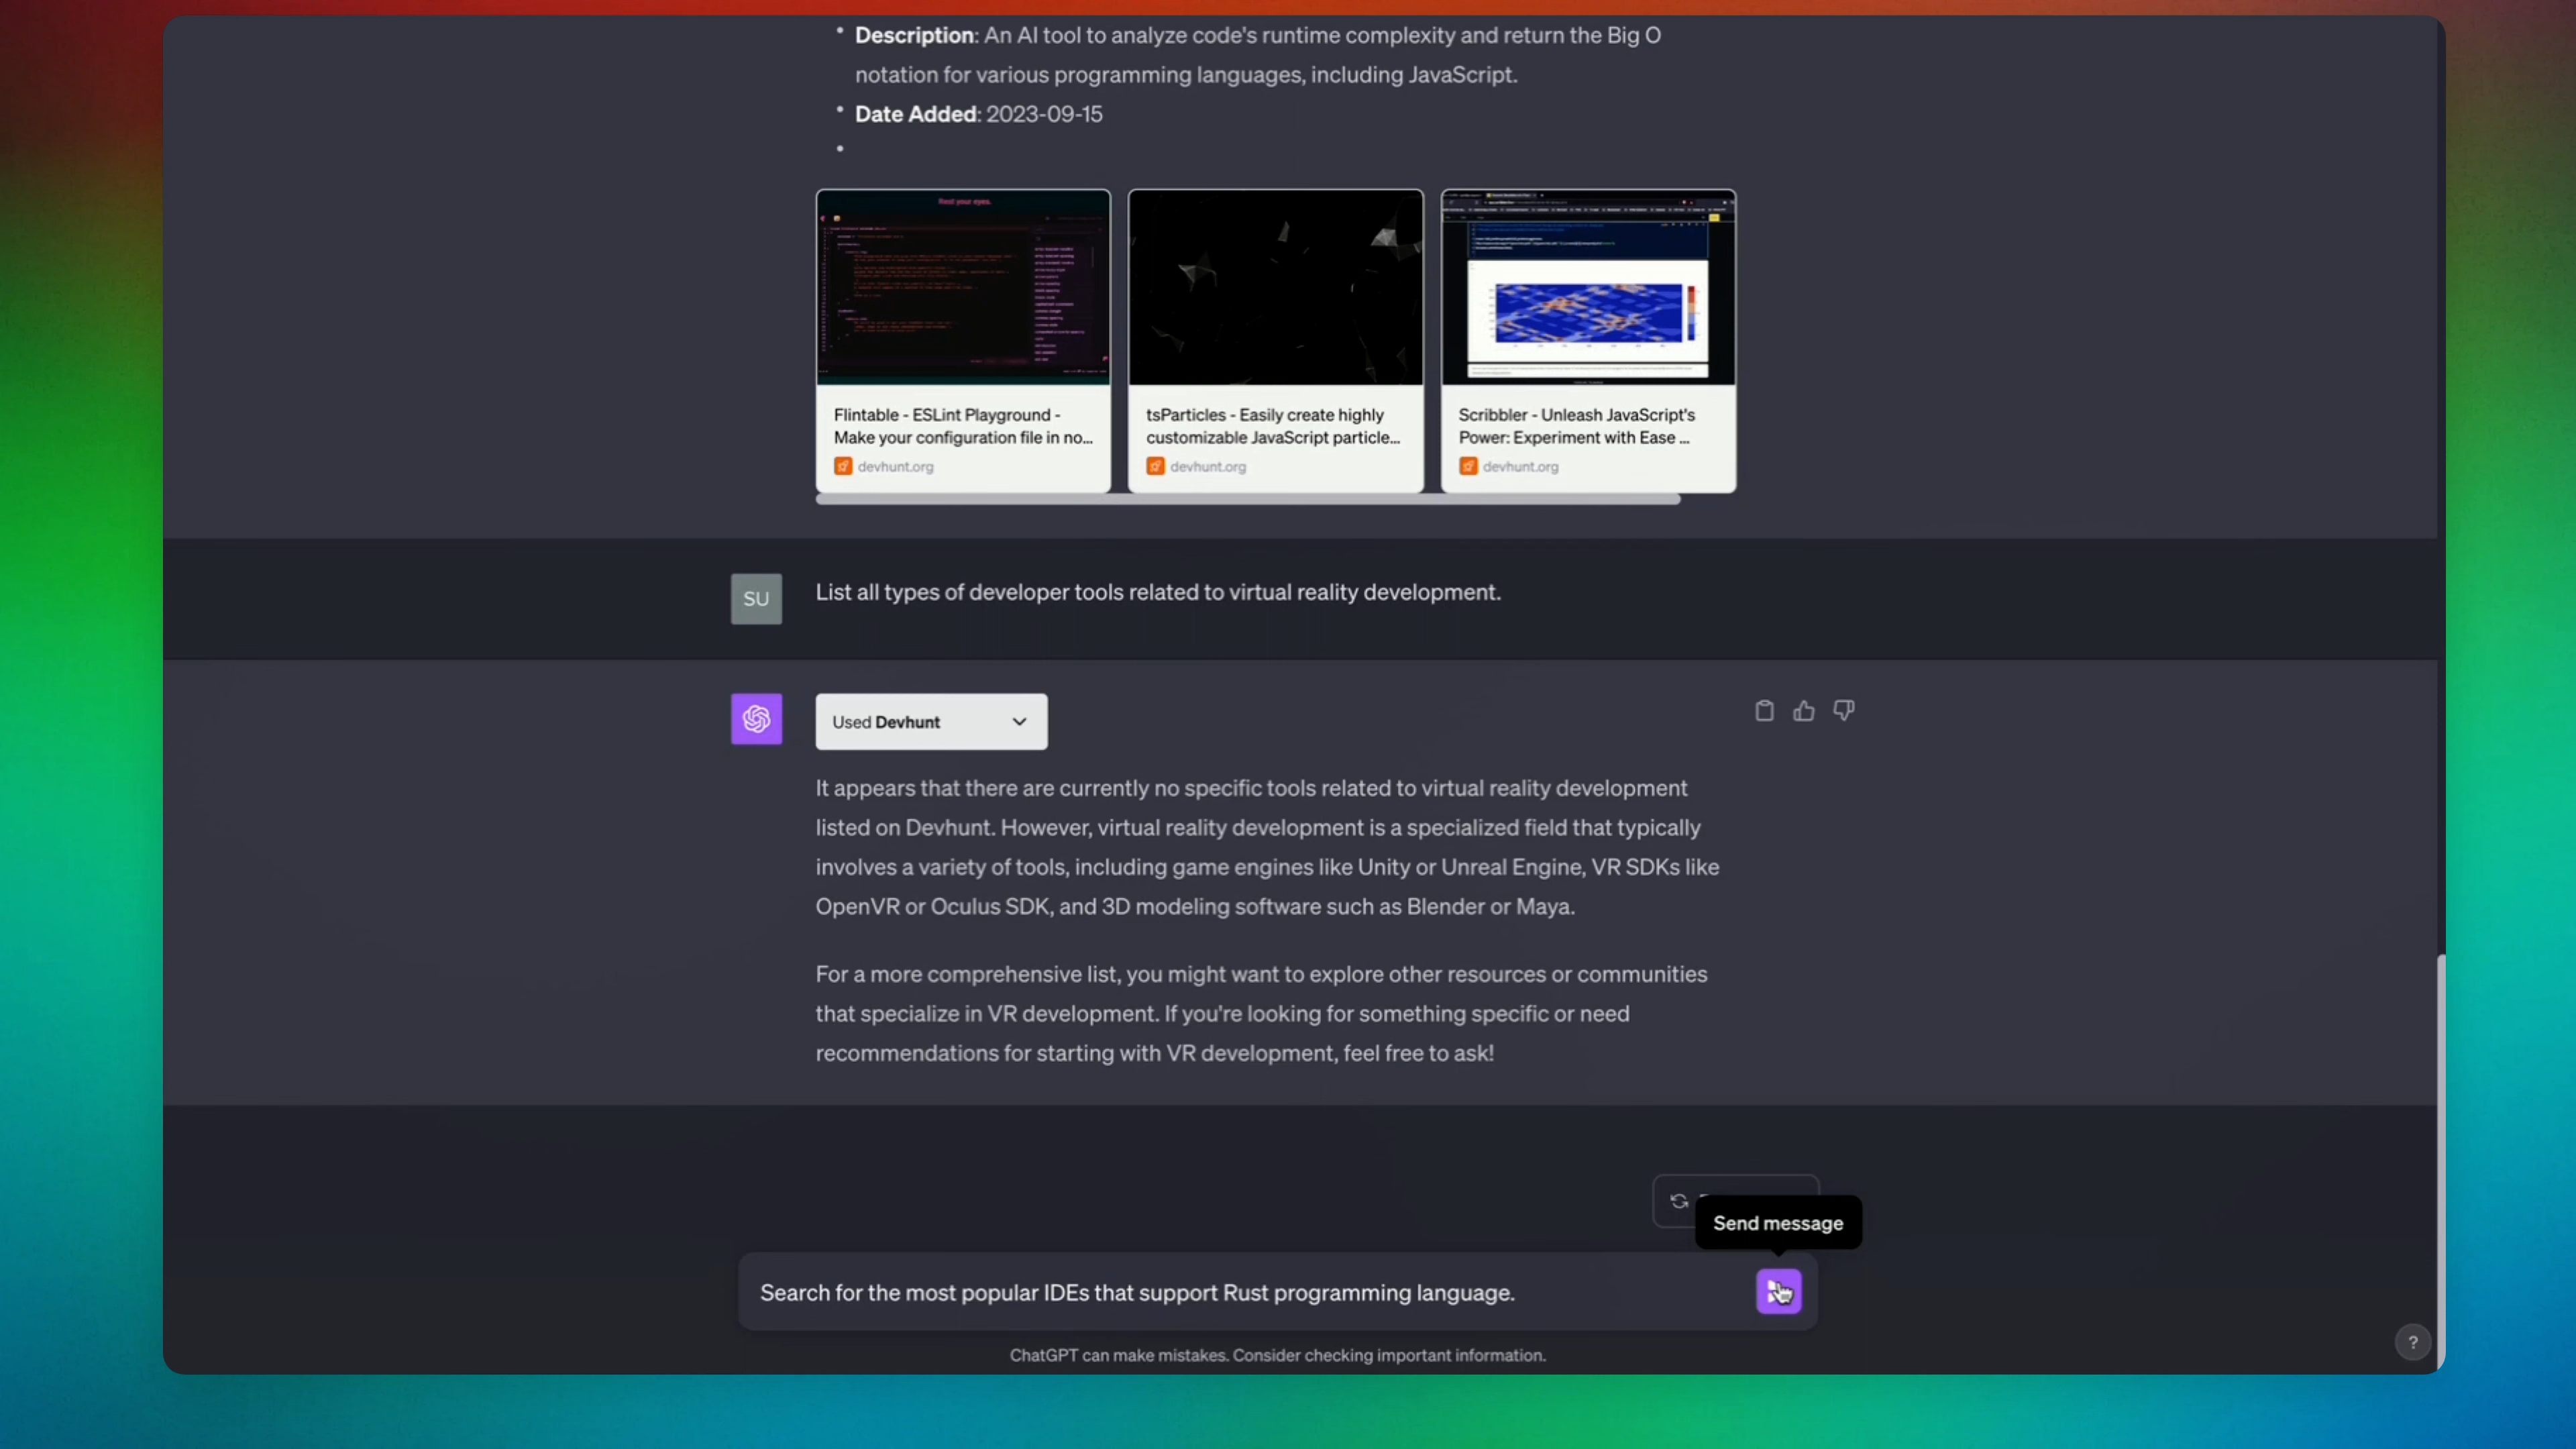 • Description: An AI tool to analyze code's runtime complexity and return the Big O
notation for various programming languages, including JavaScript.
• Date Added: 2023-09-15
•
Rest your eyes.
Flintable - ESLint Playground -
Make your configuration file in no...
devhunt.org
tsParticles - Easily create highly
customizable JavaScript particle...
devhunt.org
Scribbler - Unleash JavaScript's
Power: Experiment with Ease ...
devhunt.org
SU
List all types of developer tools related to virtual reality development.
Used Devhunt
It appears that there are currently no specific tools related to virtual reality development
listed on Devhunt. However, virtual reality development is a specialized field that typically
involves a variety of tools, including game engines like Unity or Unreal Engine, VR SDKs like
OpenVR or Oculus SDK, and 3D modeling software such as Blender or Maya.
For a more comprehensive list, you might want to explore other resources or communities
that specialize in VR development. If you're looking for something specific or need
recommendations for starting with VR development, feel free to ask!
Send message
Search for the most popular IDEs that support Rust programming language.
ChatGPT can make mistakes. Consider checking important information.
?